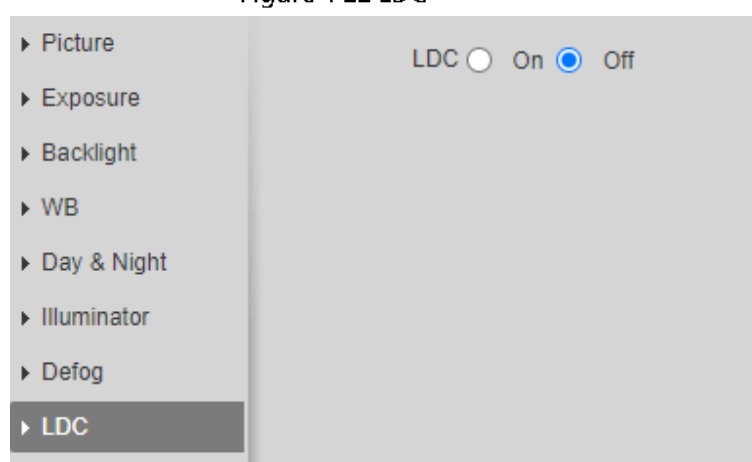 Picture
LDC On Off
Exposure
Backlight
WB
Day & Night
Illuminator
Defog
LDC